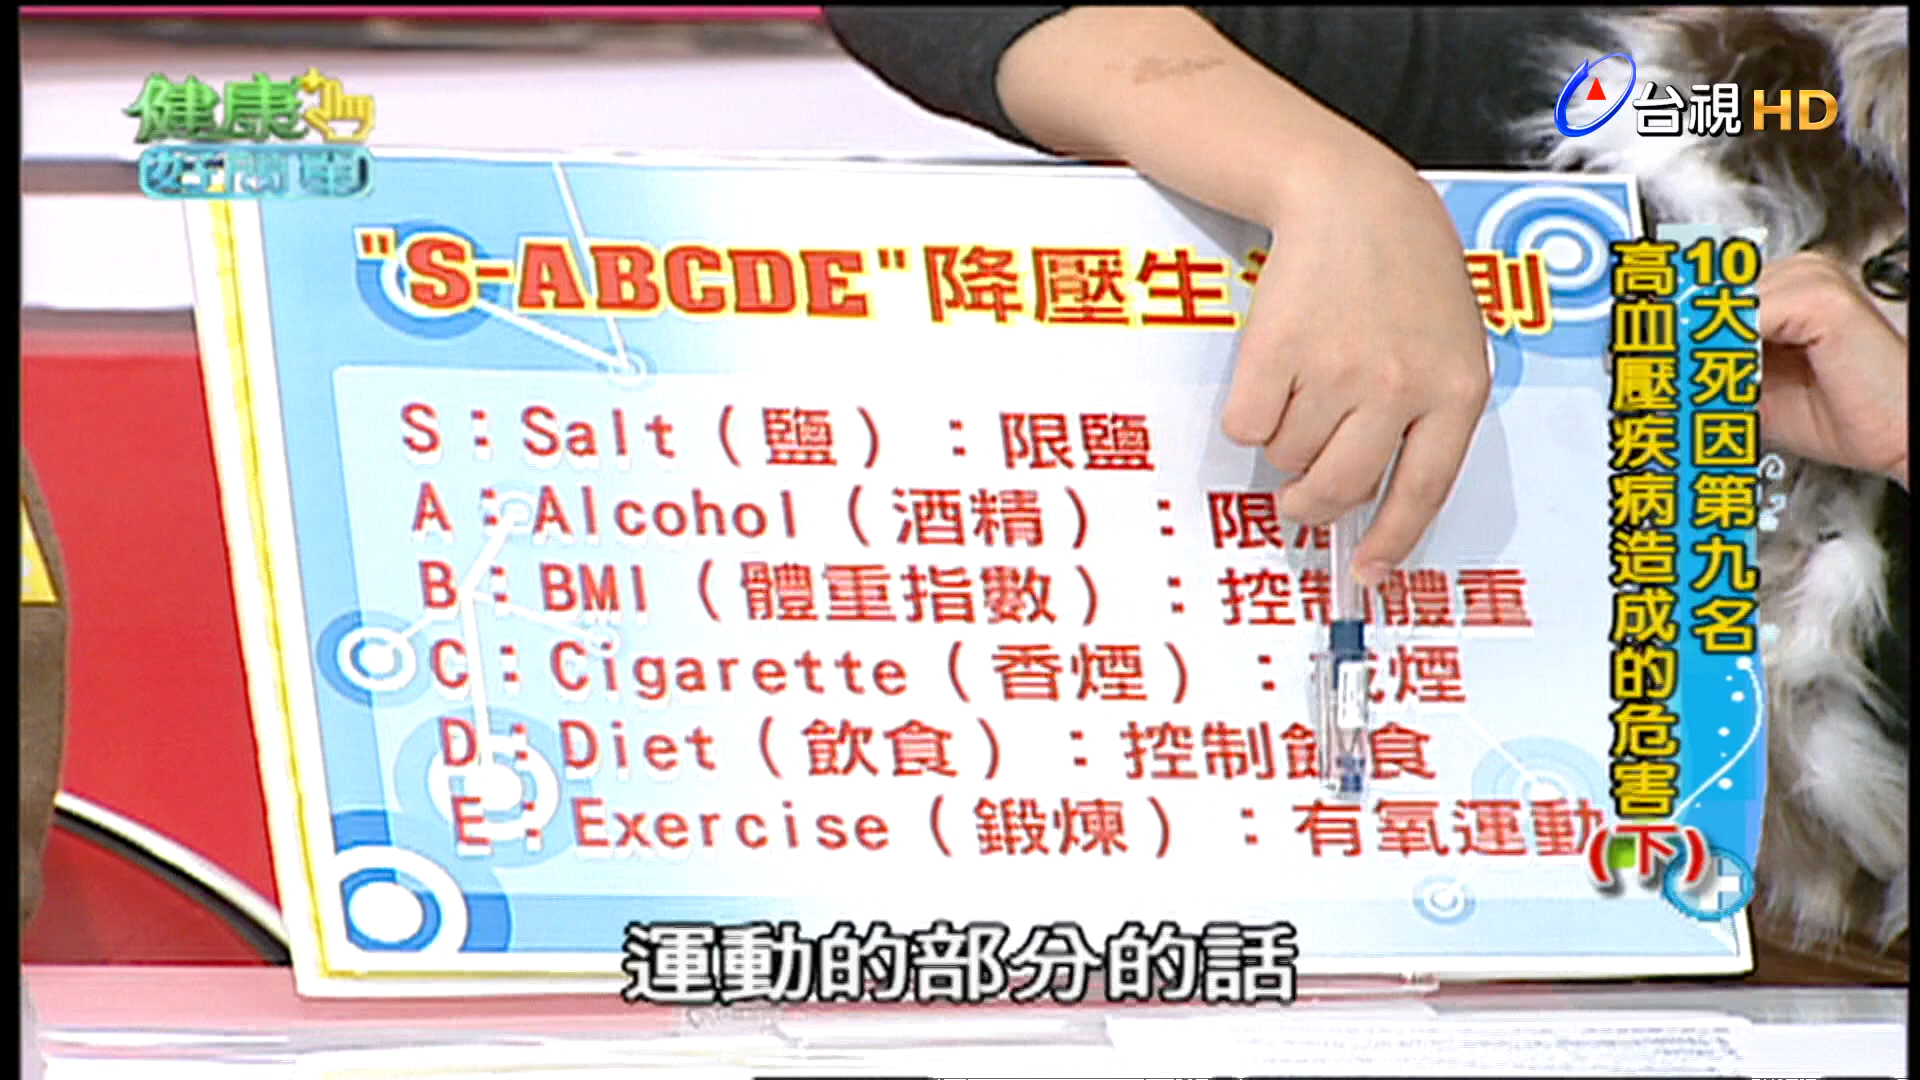 健康
好簡單
台視HD
"S-ABCDE"降壓生 則
S：Salt（鹽）：限鹽
A：Alcohol（酒精）：限
B：BMI（體重指數）：控制體重
C：Cigarette（香煙）： 煙
D：Diet（飲食）：控制飲食
E：Exercise（鍛煉）：有氧運動
10大死因第九名
高血壓疾病造成的危害
(下)
運動的部分的話